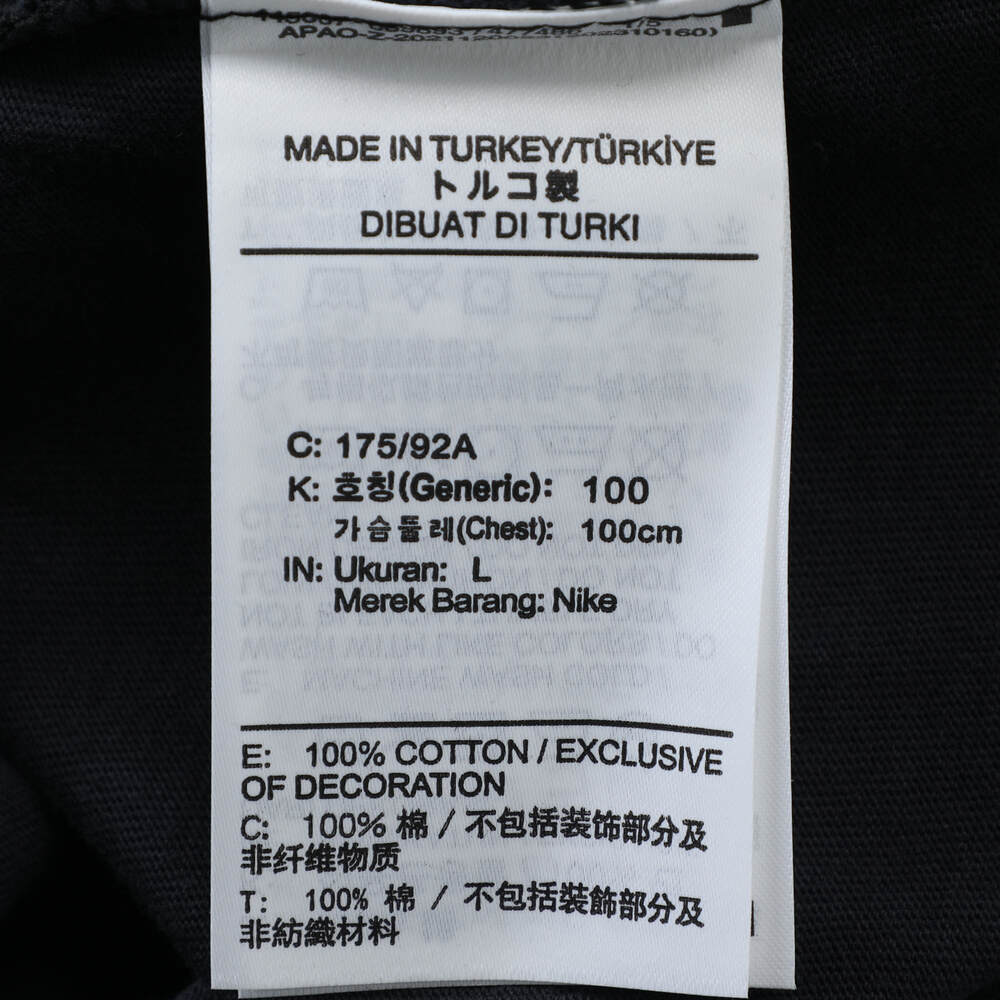 MADE IN TURKEY/TÜRKİYE
トルコ製
DIBUAT DI TURKI
C: 175/92A
K: 호칭(Generic): 100
가슴둘레(Chest): 100cm
IN: Ukuran: L
Merek Barang: Nike
E: 100% COTTON / EXCLUSIVE
OF DECORATION
C: 100% 棉 / 不包括装饰部分及
非纤维物质
T: 100% 棉 / 不包括装飾部分及
非紡織材料